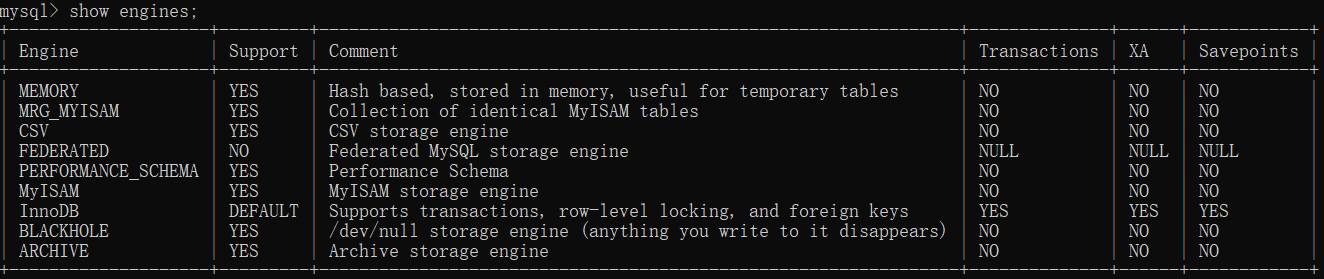 mysql> show engines;
+--------------------+---------+----------------------------------------------------------------+--------------+------+------------+
| Engine | Support | Comment | Transactions | XA | Savepoints |
+--------------------+---------+----------------------------------------------------------------+--------------+------+------------+
| MEMORY | YES | Hash based, stored in memory, useful for temporary tables | NO | NO | NO |
| MRG_MYISAM | YES | Collection of identical MyISAM tables | NO | NO | NO |
| CSV | YES | CSV storage engine | NO | NO | NO |
| FEDERATED | NO | Federated MySQL storage engine | NULL | NULL | NULL |
| PERFORMANCE_SCHEMA | YES | Performance Schema | NO | NO | NO |
| MyISAM | YES | MyISAM storage engine | NO | NO | NO |
| InnoDB | DEFAULT | Supports transactions, row-level locking, and foreign keys | YES | YES | YES |
| BLACKHOLE | YES | /dev/null storage engine (anything you write to it disappears) | NO | NO | NO |
| ARCHIVE | YES | Archive storage engine | NO | NO | NO |
+--------------------+---------+----------------------------------------------------------------+--------------+------+------------+